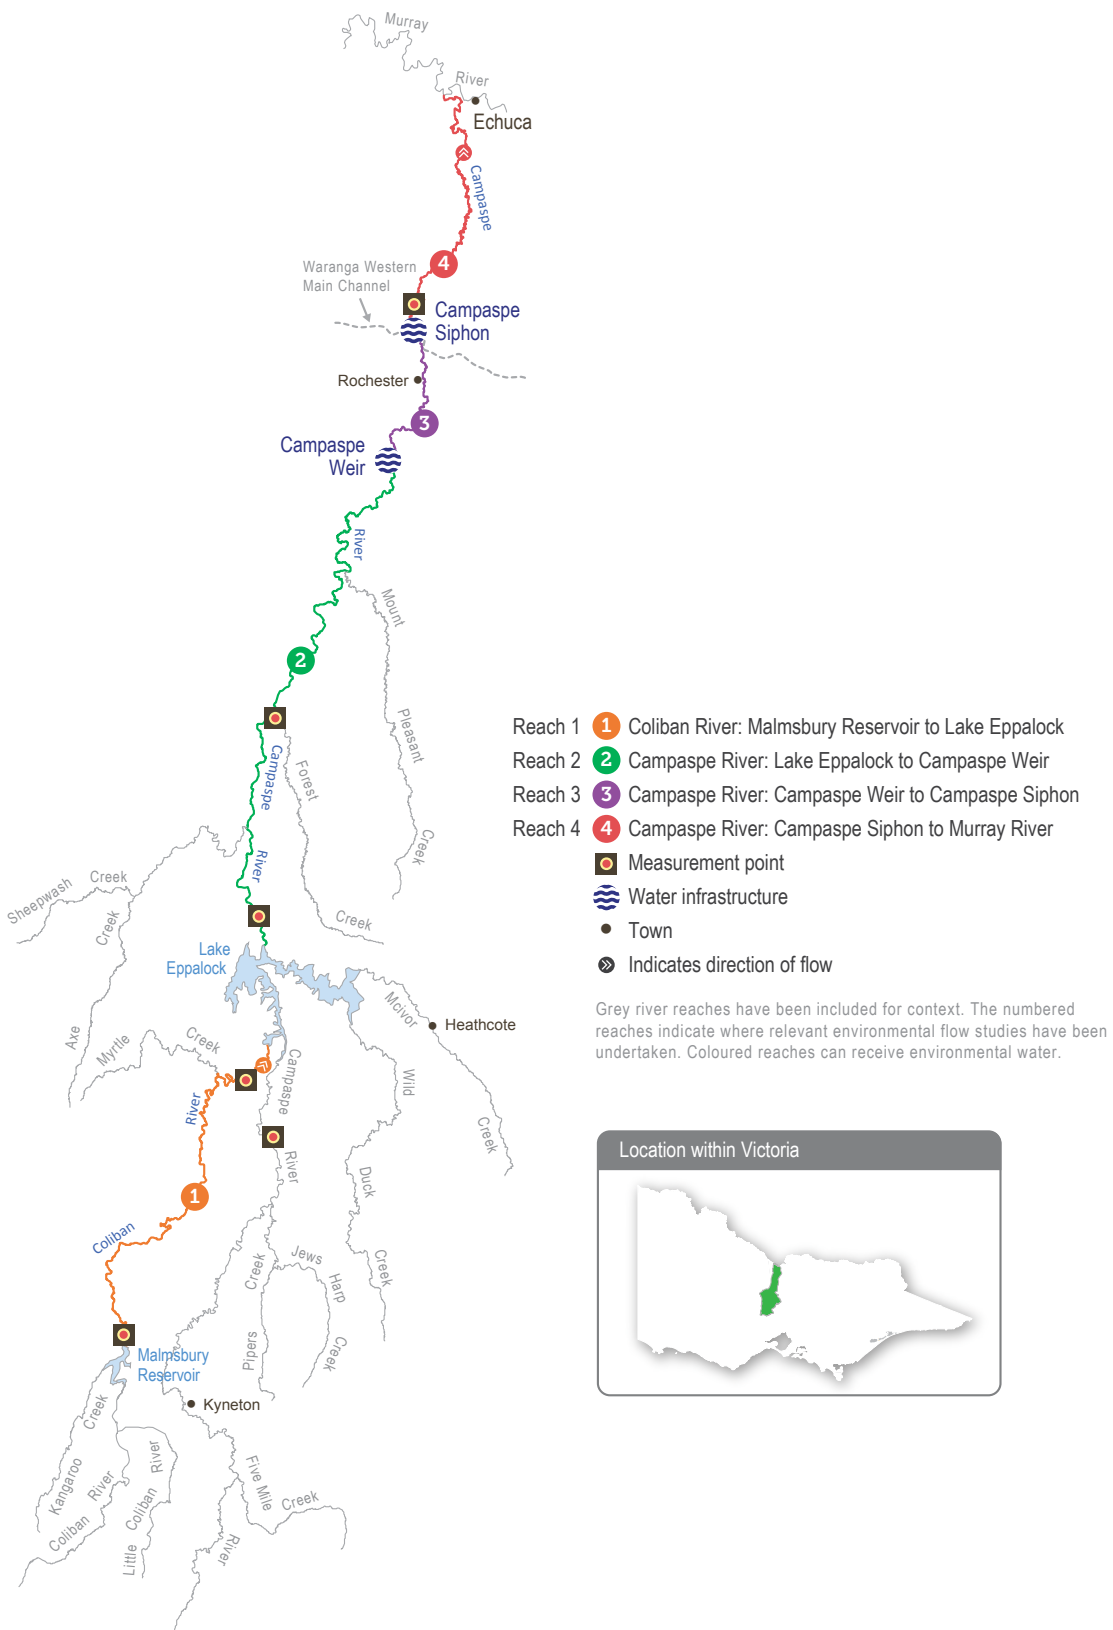 Murray
River
Echuca
Campaspe
4
Waranga Western
Main Channel
Campaspe
Siphon
Rochester
3
Campaspe
Weir
River
Mount
2
Pleasant
Campaspe
Forest
Creek
River
Creek
Sheepwash
Creek
Creek
Lake
Eppalock
Mcivor
Heathcote
Axe
Myrtle
Creek
Campaspe
Wild
River
Creek
River
Duck
1
Coliban
Creek
Jews
Creek
Harp
Pipers
Creek
Malmsbury
Reservoir
Kyneton
Creek
Kangaroo
River
River
Five Mile
Creek
Coliban
Coliban
Little
River
Reach 1 1 Coliban River: Malmsbury Reservoir to Lake Eppalock
Reach 2 2 Campaspe River: Lake Eppalock to Campaspe Weir
Reach 3 3 Campaspe River: Campaspe Weir to Campaspe Siphon
Reach 4 4 Campaspe River: Campaspe Siphon to Murray River
Measurement point
Water infrastructure
Town
Indicates direction of flow
Grey river reaches have been included for context. The numbered
reaches indicate where relevant environmental flow studies have been
undertaken. Coloured reaches can receive environmental water.
Location within Victoria